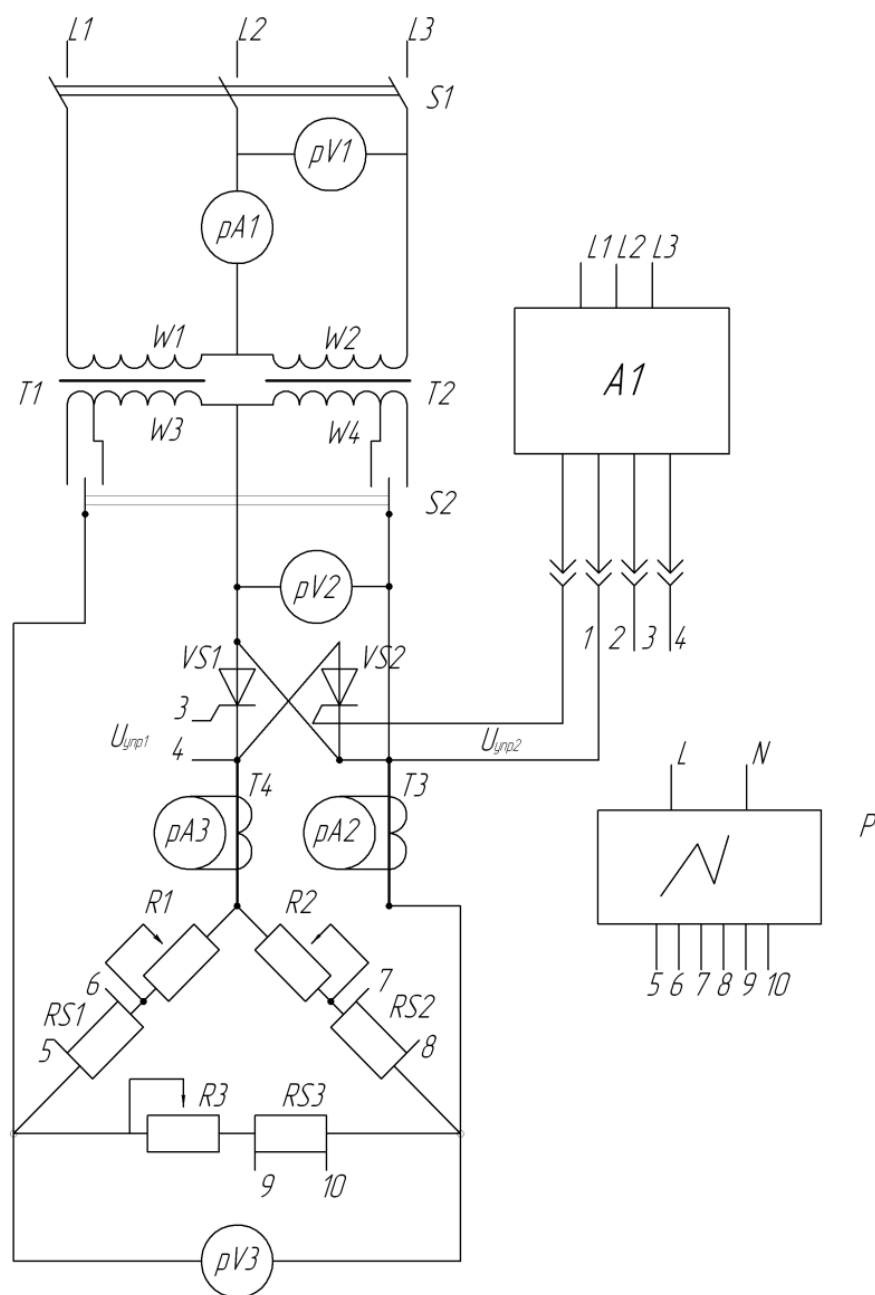 L1 L2 L3
S1
pV1
pA1
L1 L2 L3
W1 W2
A1
T1 T2
W3 W4
S2
pV2
1 2 3 4
VS1 VS2
3
Uупр1 Uупр2
4
T4 T3
L N
pA3 pA2
P
R1 R2
6 7
RS1 RS2
5 8
5 6 7 8 9 10
R3 RS3
9 10
pV3